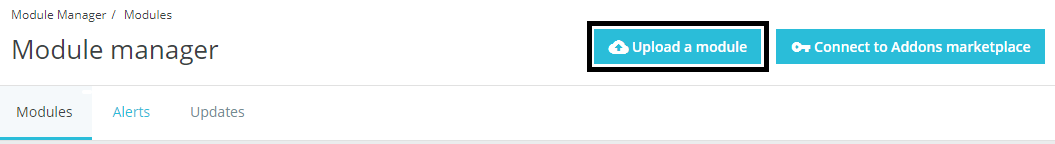 Module Manager / Modules
Module manager
Upload a module
Connect to Addons marketplace
Modules Alerts Updates